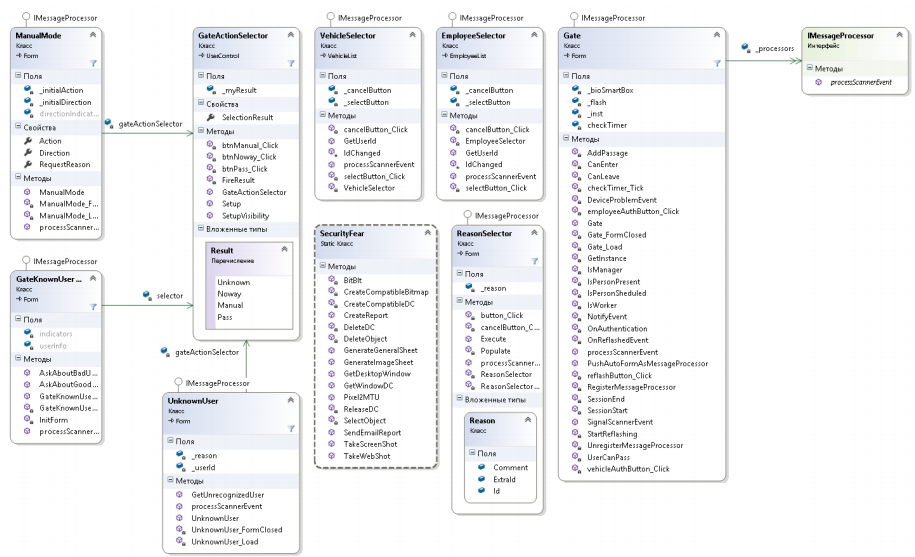 IMessageProcessor
ManualMode
Класс
Form
Поля
_initialAction
_initialDirection
directionIndicat...
Свойства
Action
Direction
RequestReason
Методы
ManualMode
ManualMode_F...
ManualMode_L...
processScanner...
gateActionSelector
GateActionSelector
Класс
UserControl
Поля
_myResult
Свойства
SelectionResult
Методы
btnManual_Click
btnNoway_Click
btnPass_Click
FireResult
GateActionSelector
Setup
SetupVisibility
Вложенные типы
Result
Перечисление
Unknown
Noway
Manual
Pass
IMessageProcessor
VehicleSelector
Класс
VehicleList
Поля
_cancelButton
_selectButton
Методы
cancelButton_Click
GetUserId
IdChanged
processScannerEvent
selectButton_Click
VehicleSelector
IMessageProcessor
EmployeeSelector
Класс
EmployeeList
Поля
_cancelButton
_selectButton
Методы
cancelButton_Click
EmployeeSelector
GetUserId
IdChanged
processScannerEvent
selectButton_Click
IMessageProcessor
Gate
Класс
Form
Поля
_bioSmartBox
_flash
_inst
checkTimer
Методы
AddPassage
CanEnter
CanLeave
checkTimer_Tick
DeviceProblemEvent
employeeAuthButton_Click
Gate
Gate_FormClosed
Gate_Load
GetInstance
IsManager
IsPersonPresent
IsPersonSheduled
IsWorker
NotifyEvent
OnAuthentication
OnReflashedEvent
processScannerEvent
PushAutoFormAsMessageProcessor
reflashButton_Click
RegisterMessageProcessor
SessionEnd
SessionStart
SignalScannerEvent
StartReflashing
UnregisterMessageProcessor
UserCanPass
vehicleAuthButton_Click
_processors
IMessageProcessor
Интерфейс
Методы
processScannerEvent
IMessageProcessor
GateKnownUser ...
Класс
Form
Поля
indicators
userInfo
Методы
AskAboutBadU...
AskAboutGood...
GateKnownUse...
GateKnownUse...
InitForm
processScanner...
selector
gateActionSelector
IMessageProcessor
UnknownUser
Класс
Form
Поля
_reason
_userId
Методы
GetUnrecognizedUser
processScannerEvent
UnknownUser
UnknownUser_FormClosed
UnknownUser_Load
SecurityFear
Static Класс
Методы
BitBlt
CreateCompatibleBitmap
CreateCompatibleDC
CreateReport
DeleteDC
DeleteObject
GenerateGeneralSheet
GenerateImageSheet
GetDesktopWindow
GetWindowDC
Pixel2MTU
ReleaseDC
SelectObject
SendEmailReport
TakeScreenShot
TakeWebShot
IMessageProcessor
ReasonSelector
Класс
Form
Поля
_reason
Методы
button_Click
cancelButton_C...
Execute
Populate
processScanner...
ReasonSelector
ReasonSelector...
Вложенные типы
Reason
Класс
Поля
Comment
ExtraId
Id